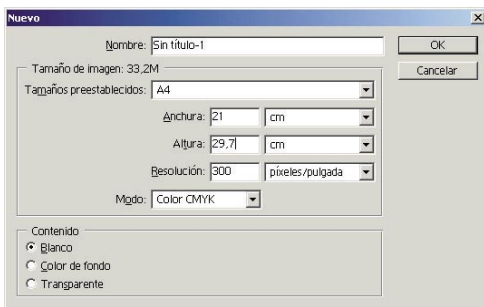 Nuevo
Nombre: Sin título-1
OK
Tamaño de imagen: 33,2M
Cancelar
Tamaños preestablecidos: A4
Anchura: 21 cm
Altura: 29,7 cm
Resolución: 300 píxeles/pulgada
Modo: Color CMYK
Contenido
Blanco
Color de fondo
Transparente